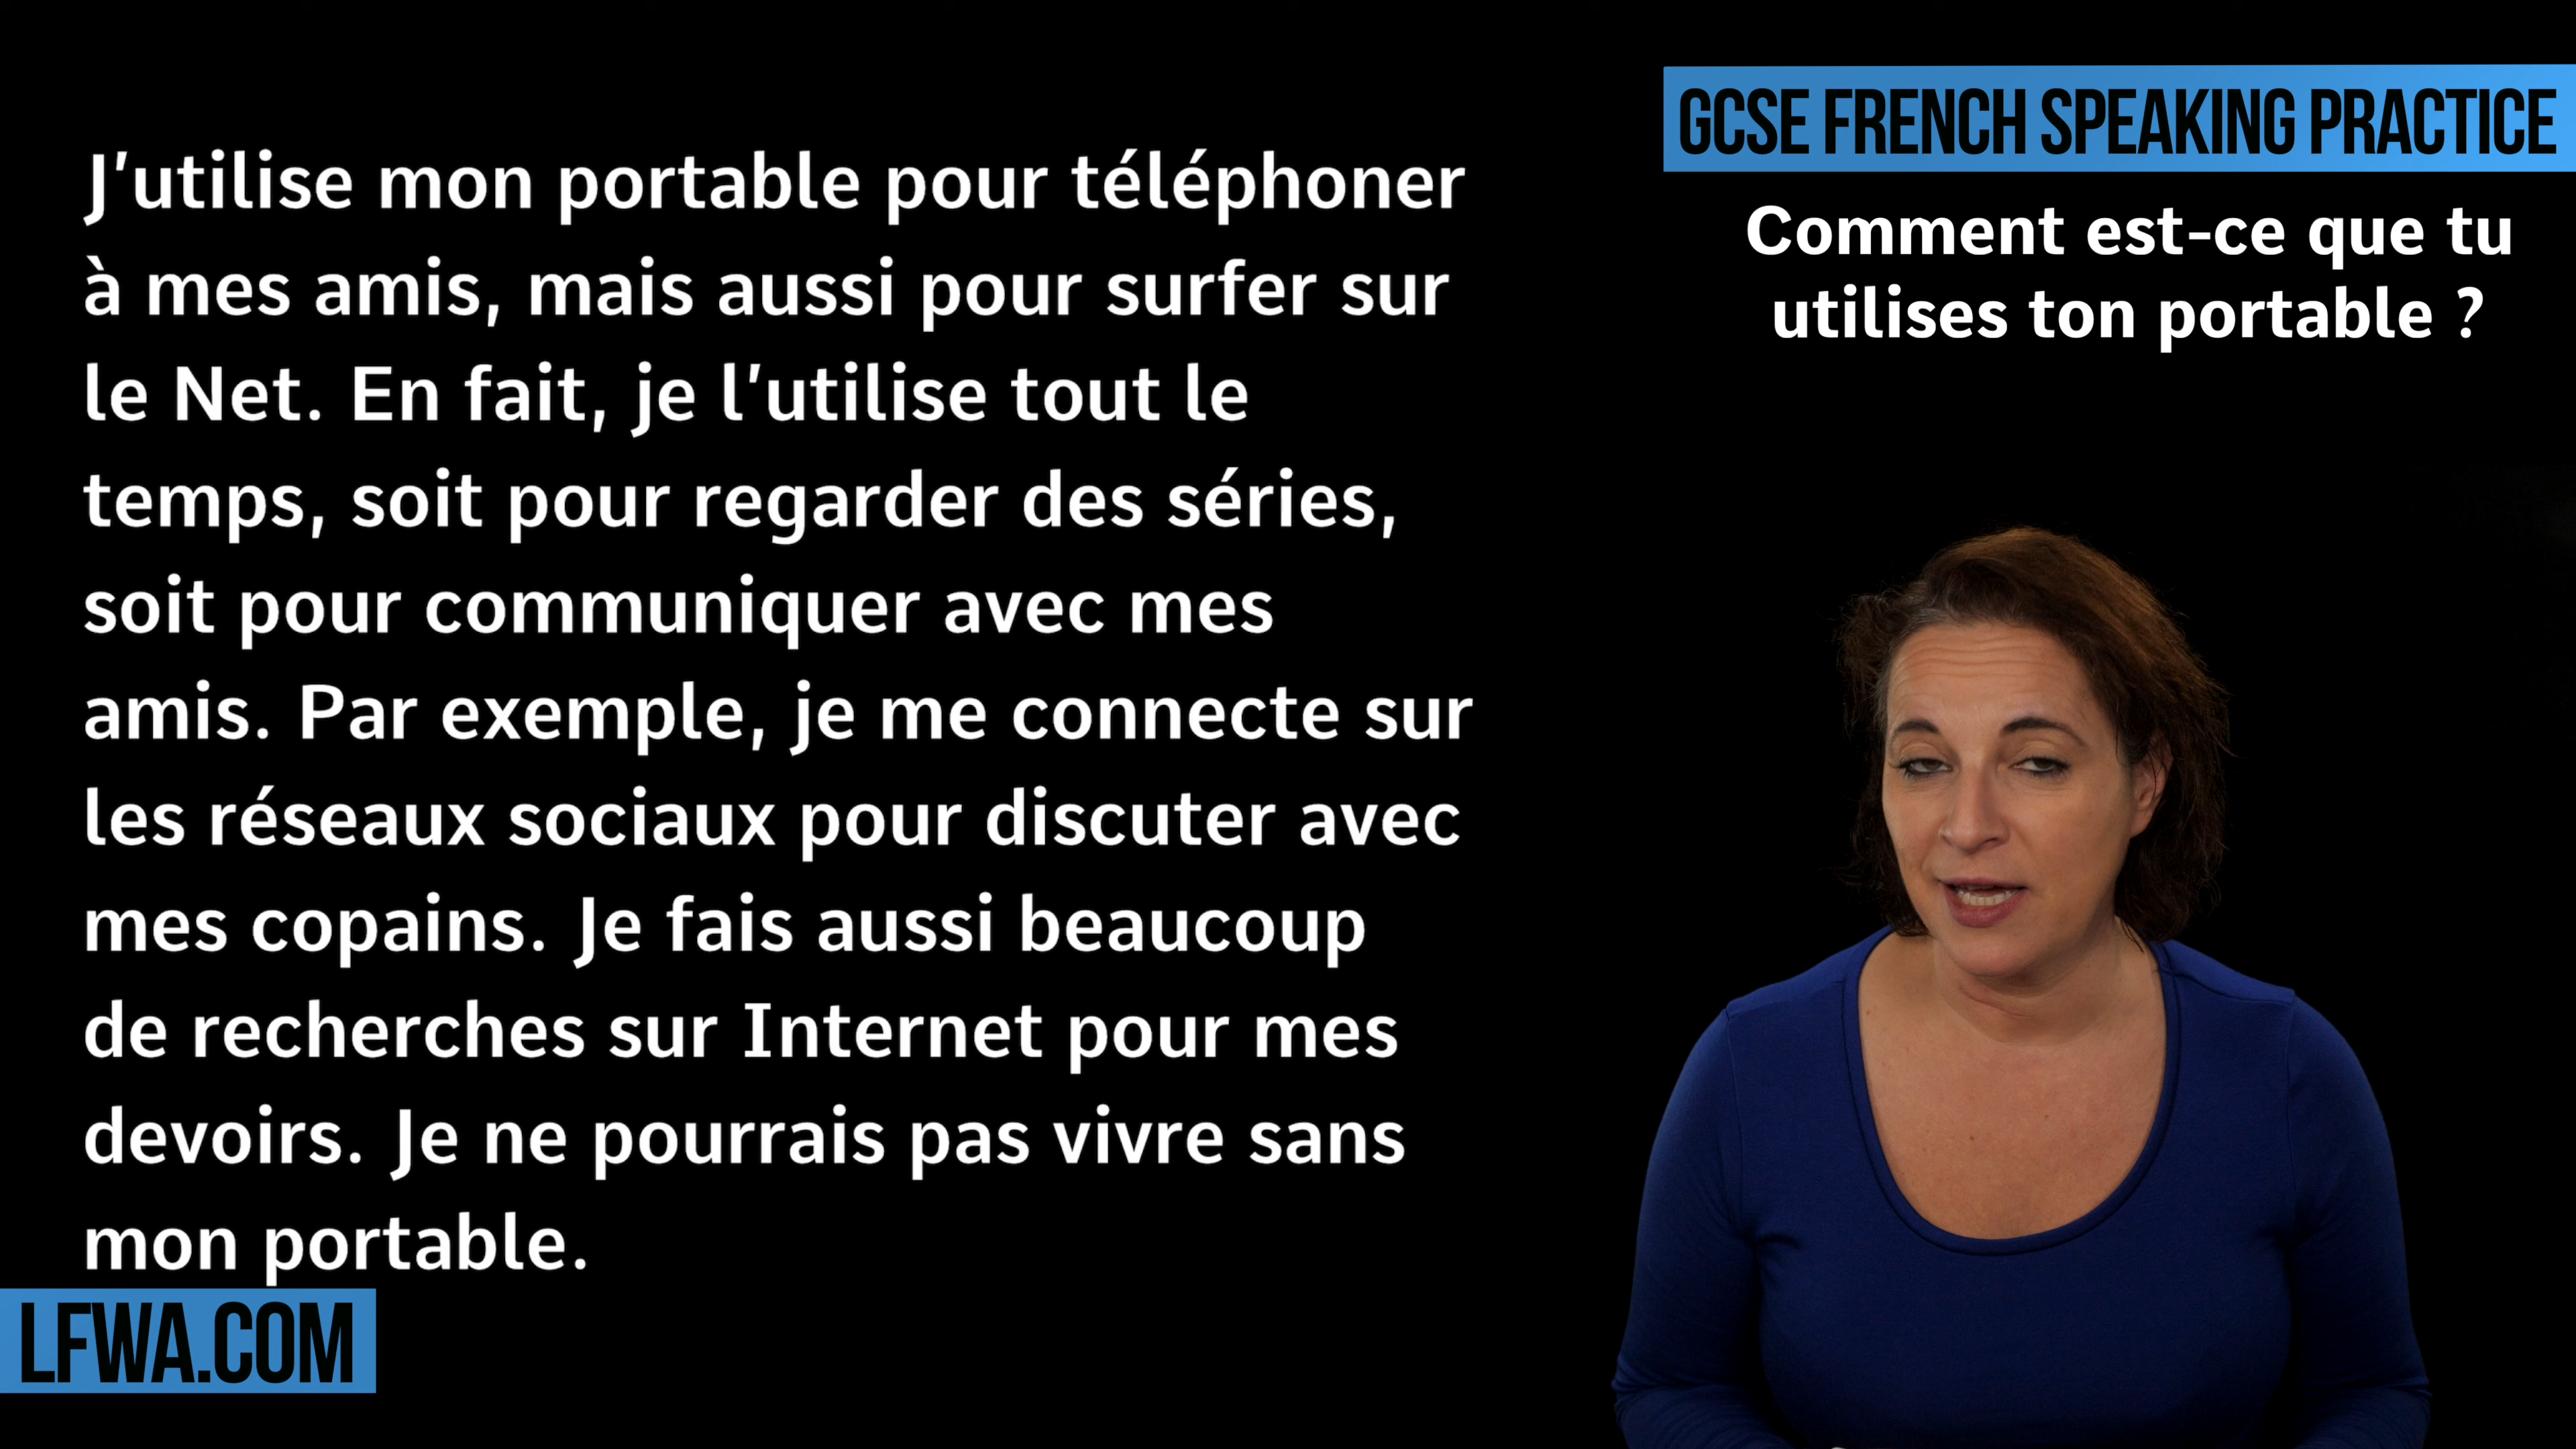 J'utilise mon portable pour téléphoner
à mes amis, mais aussi pour surfer sur
le Net. En fait, je l'utilise tout le
temps, soit pour regarder des séries,
soit pour communiquer avec mes
amis. Par exemple, je me connecte sur
les réseaux sociaux pour discuter avec
mes copains. Je fais aussi beaucoup
de recherches sur Internet pour mes
devoirs. Je ne pourrais pas vivre sans
mon portable.
LFWA.COM
GCSE FRENCH SPEAKING PRACTICE
Comment est-ce que tu
utilises ton portable ?